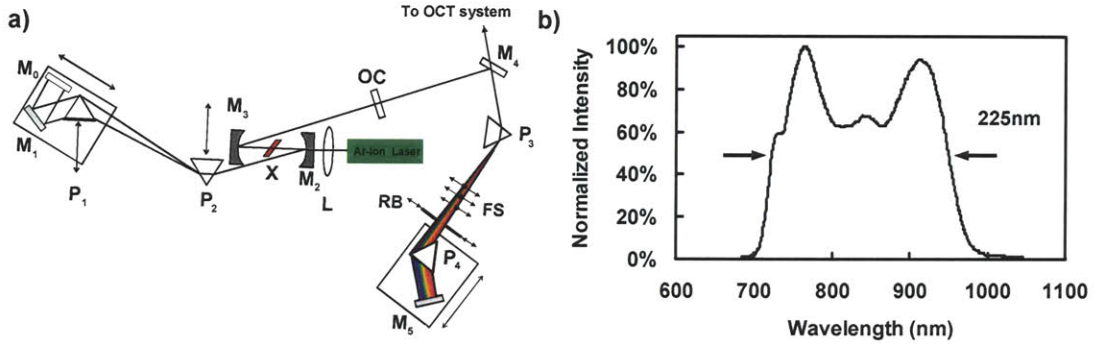 a)
To OCT system
M0
M1
P1
P2
M3
X
M2
L
Ar-Ion Laser
OC
M4
P3
RB
FS
P4
M5
b)
Normalized Intensity
100%
80%
60%
40%
20%
0%
225nm
600 700 800 900 1000 1100
Wavelength (nm)